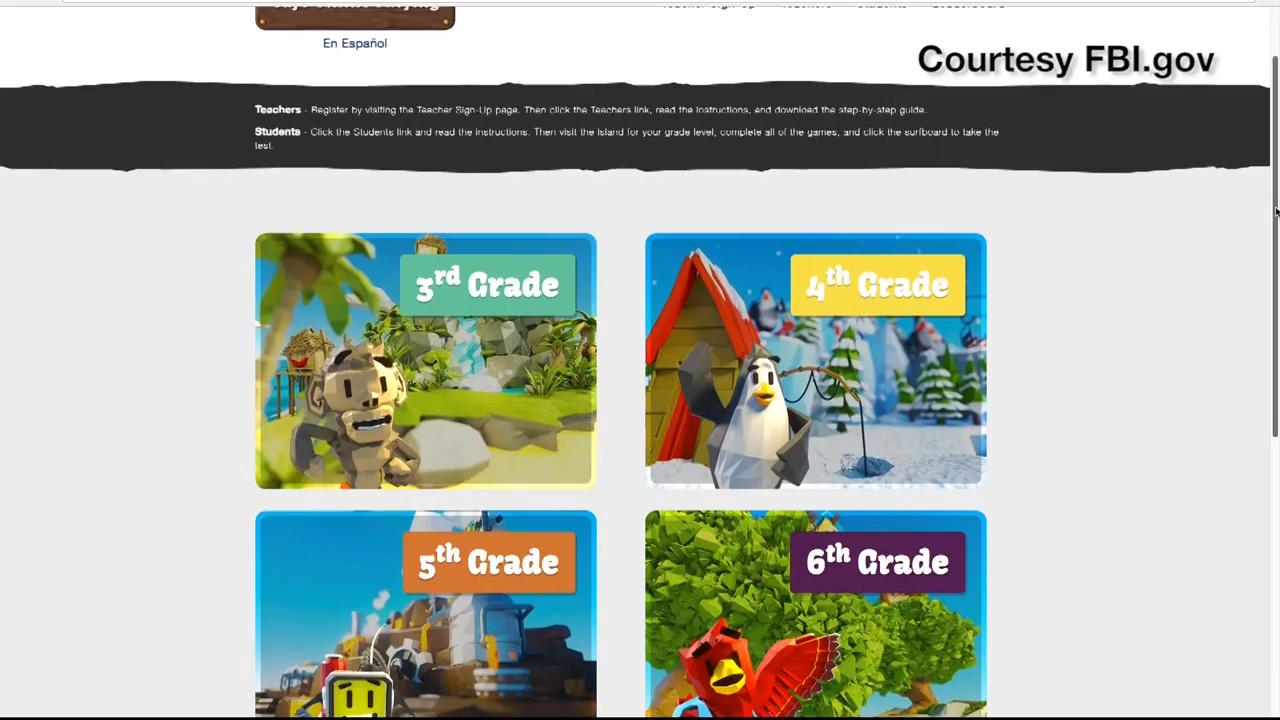 En Español
Courtesy FBI.gov
Teachers - Register by visiting the Teacher Sign-Up page. Then click the Teachers link, read the instructions, and download the step-by-step guide.
Students - Click the Students link and read the instructions. Then visit the island for your grade level, complete all of the games, and click the surfboard to take the
test.
3rd Grade
4th Grade
5th Grade
6th Grade